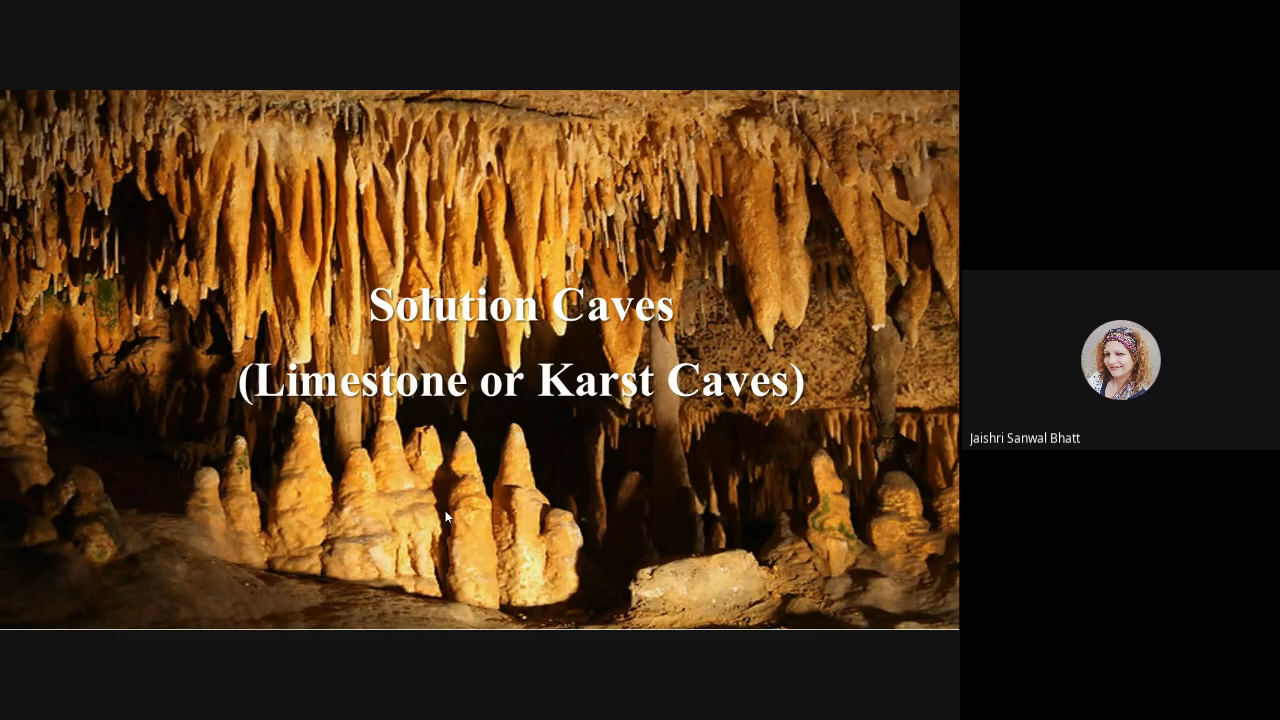 Solution Caves
(Limestone or Karst Caves)
Jaishri Sanwal Bhatt